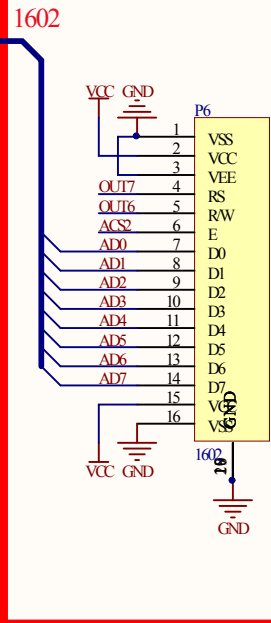 1602
VCC GND
P6
1 VSS
2 VCC
3 VEE
OUT7 4 RS
OUT6 5 R/W
ACS2 6 E
AD0 7 D0
AD1 8 D1
AD2 9 D2
AD3 10 D3
AD4 11 D4
AD5 12 D5
AD6 13 D6
AD7 14 D7
15
16
GND
VCC GND
1602
GND